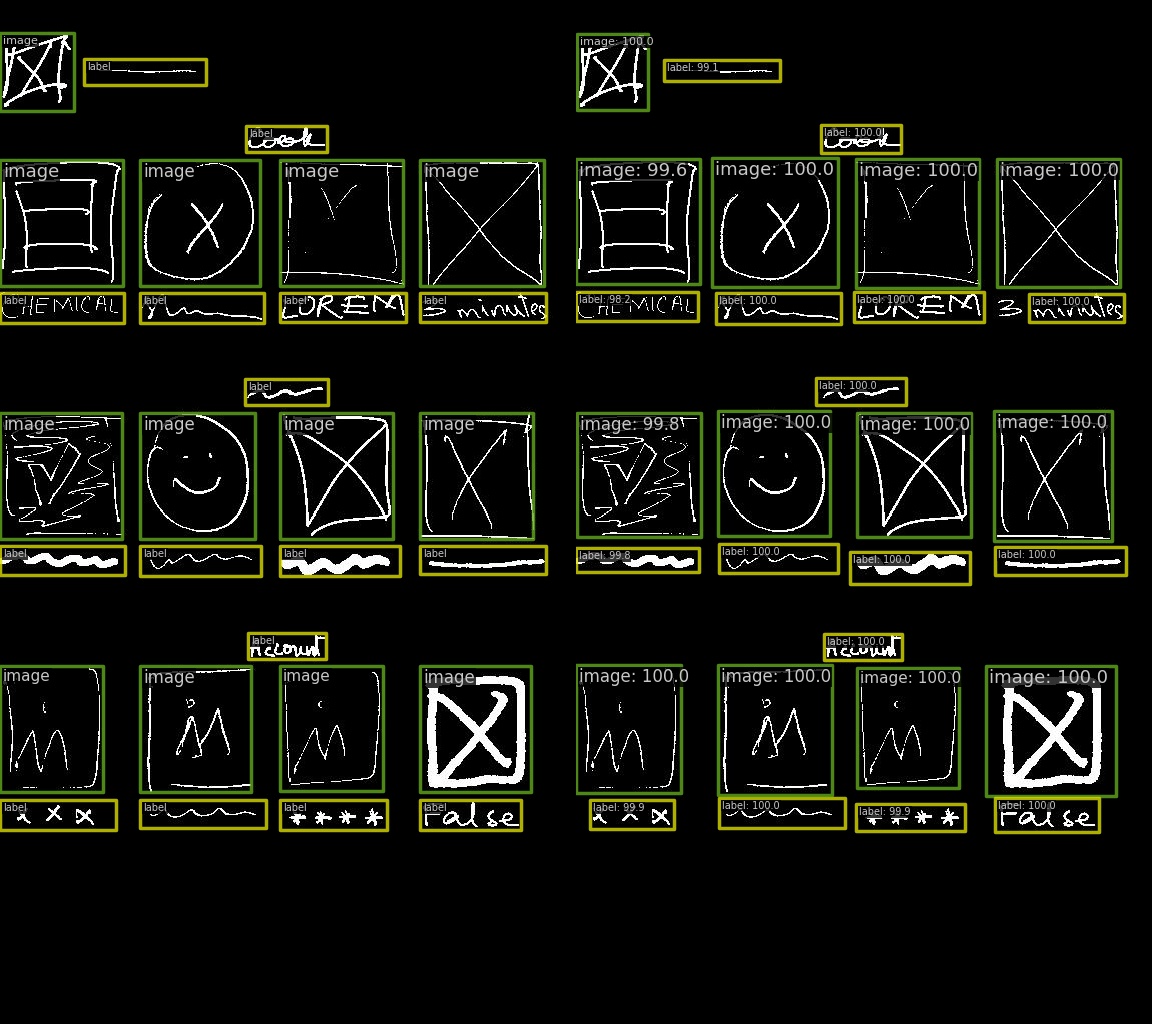 image image: 100.0
label label: 99.1
label label: 100.0
look look
image image image image image: 99.6 image: 100.0 image: 100.0 image: 100.0
label label label label label: 98.2 label: 100.0 label: 100.0 label: 100.0
CHEMICAL LOREM 3 minutes CHEMICAL LOREM 3 minutes
label label: 100.0
image image image image image: 99.8 image: 100.0 image: 100.0 image: 100.0
label label label label label: 99.8 label: 100.0 label: 100.0 label: 100.0
label label: 100.0
Account Account
image image image image image: 100.0 image: 100.0 image: 100.0 image: 100.0
label label label label label: 99.9 label: 100.0 label: 99.9 label: 100.0
x x x * * * * False x x x * * * * False